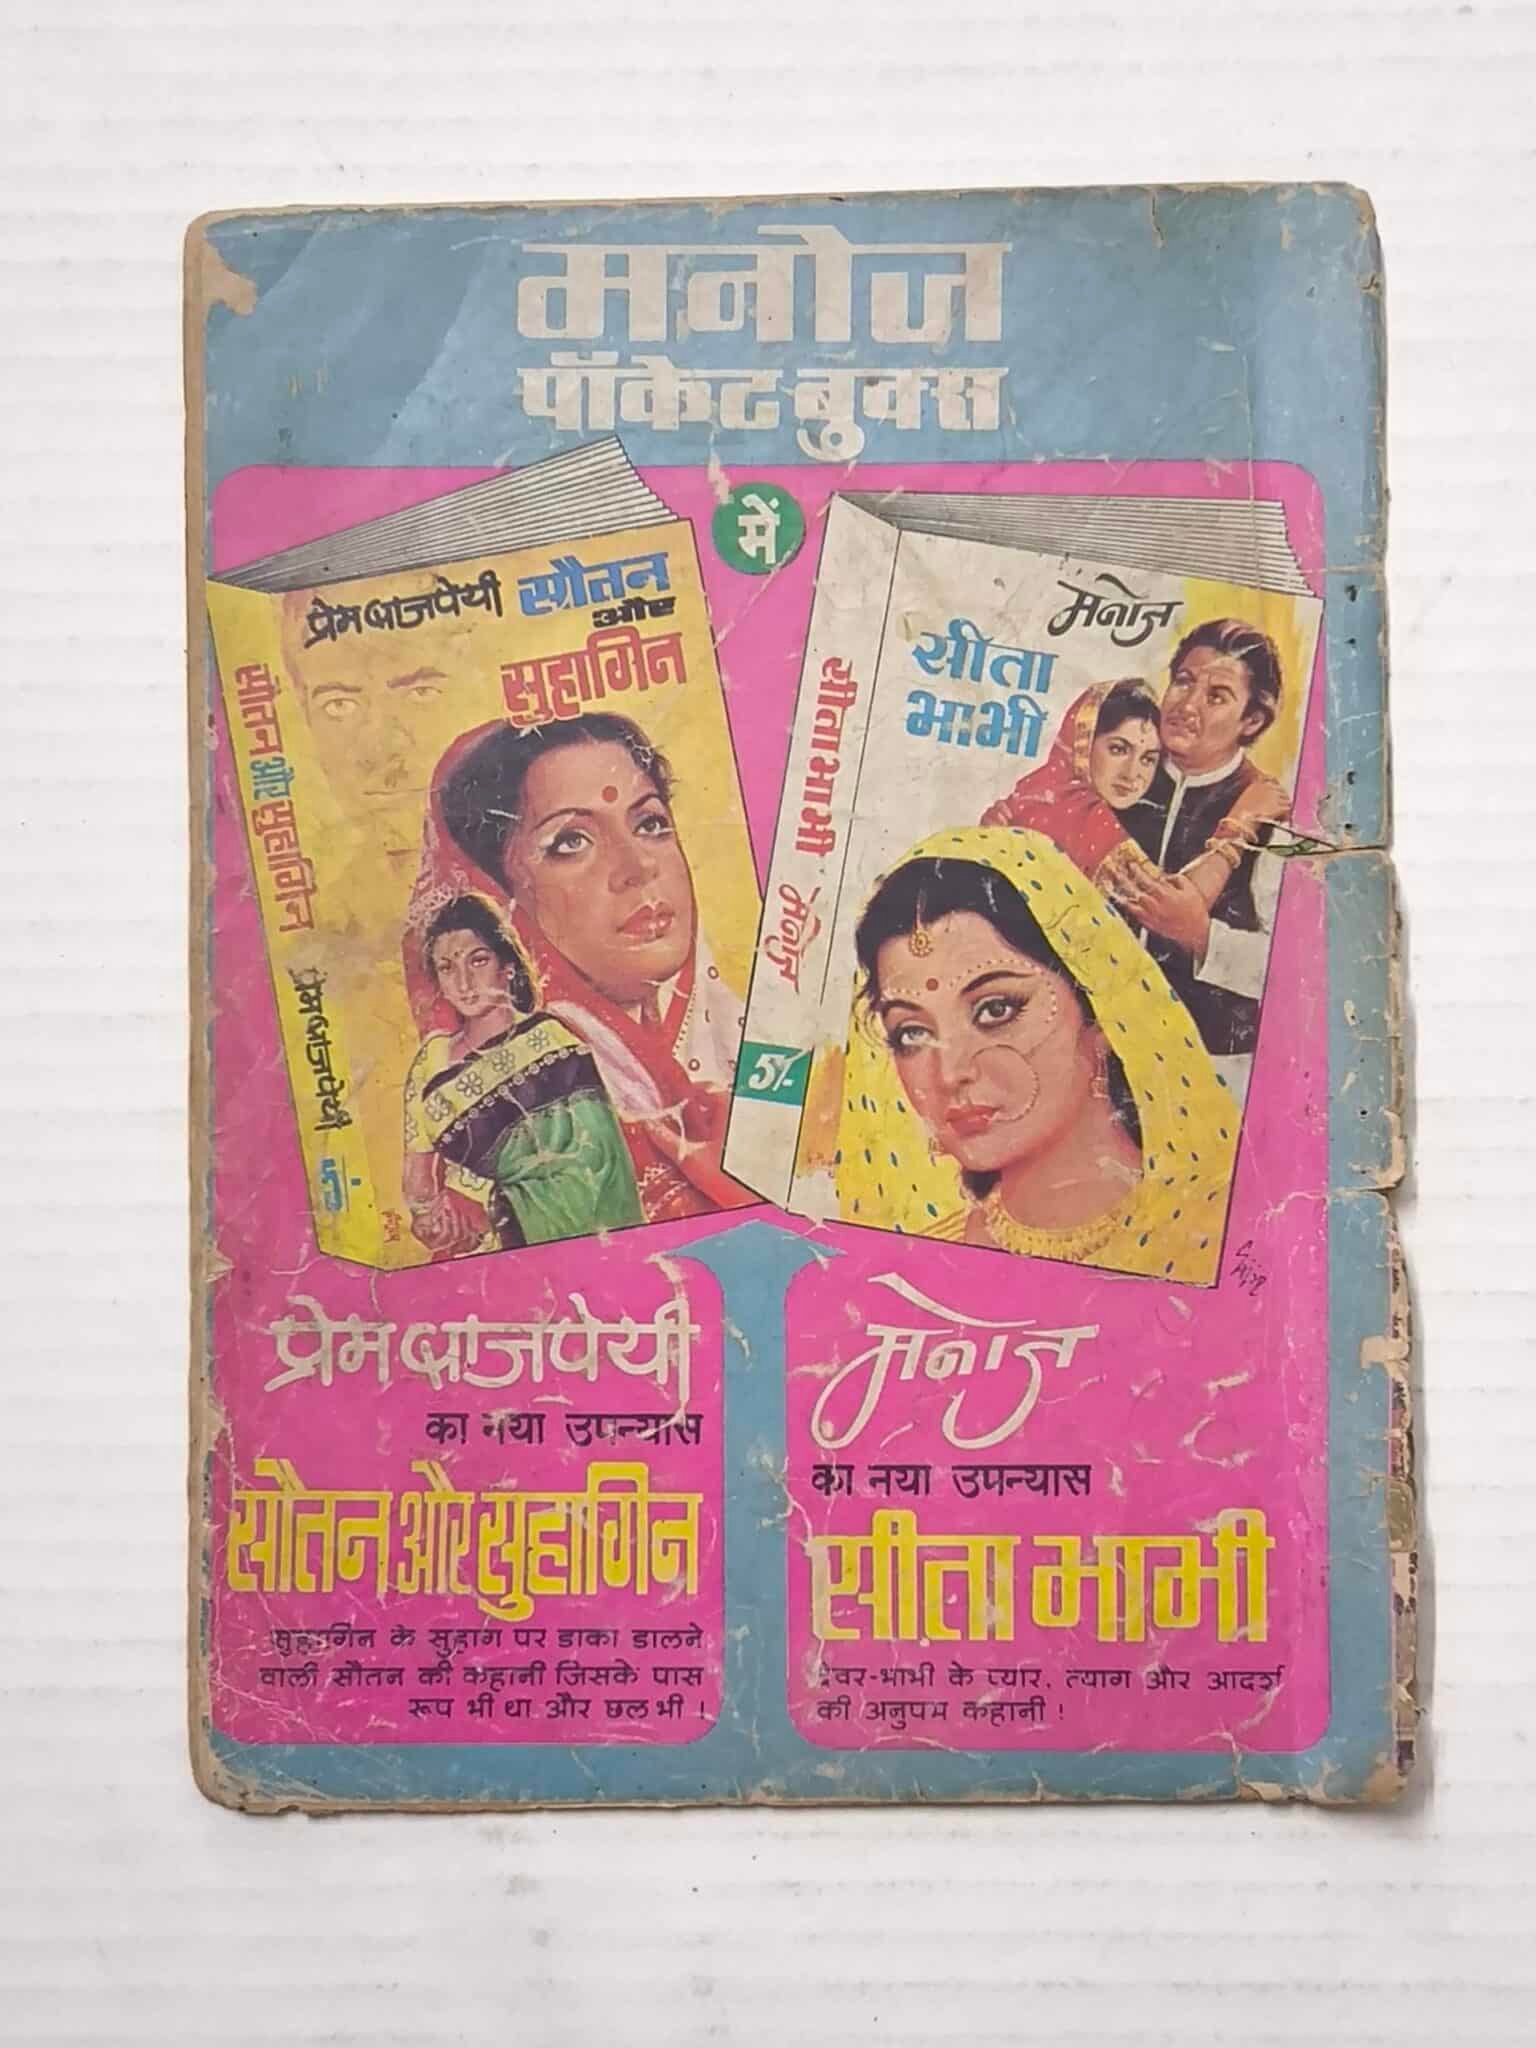 मनोज
पॉकेट बुक्स
में
प्रेम बाजपेयी सौतन
और
सुहागिन
सौतन और सुहागिन प्रेम बाजपेयी
मनोज
सीता
भाभी
सीता भाभी मनोज
5/-
प्रेम बाजपेयी
का नया उपन्यास
सौतन और सुहागिन
सुहागिन के सुहाग पर डाका डालने
वाली सौतन की कहानी जिसके पास
रूप भी था और छल भी !
मनोज
का नया उपन्यास
सीता भाभी
देवर-भाभी के प्यार, त्याग और आदर्श
की अनुपम कहानी !